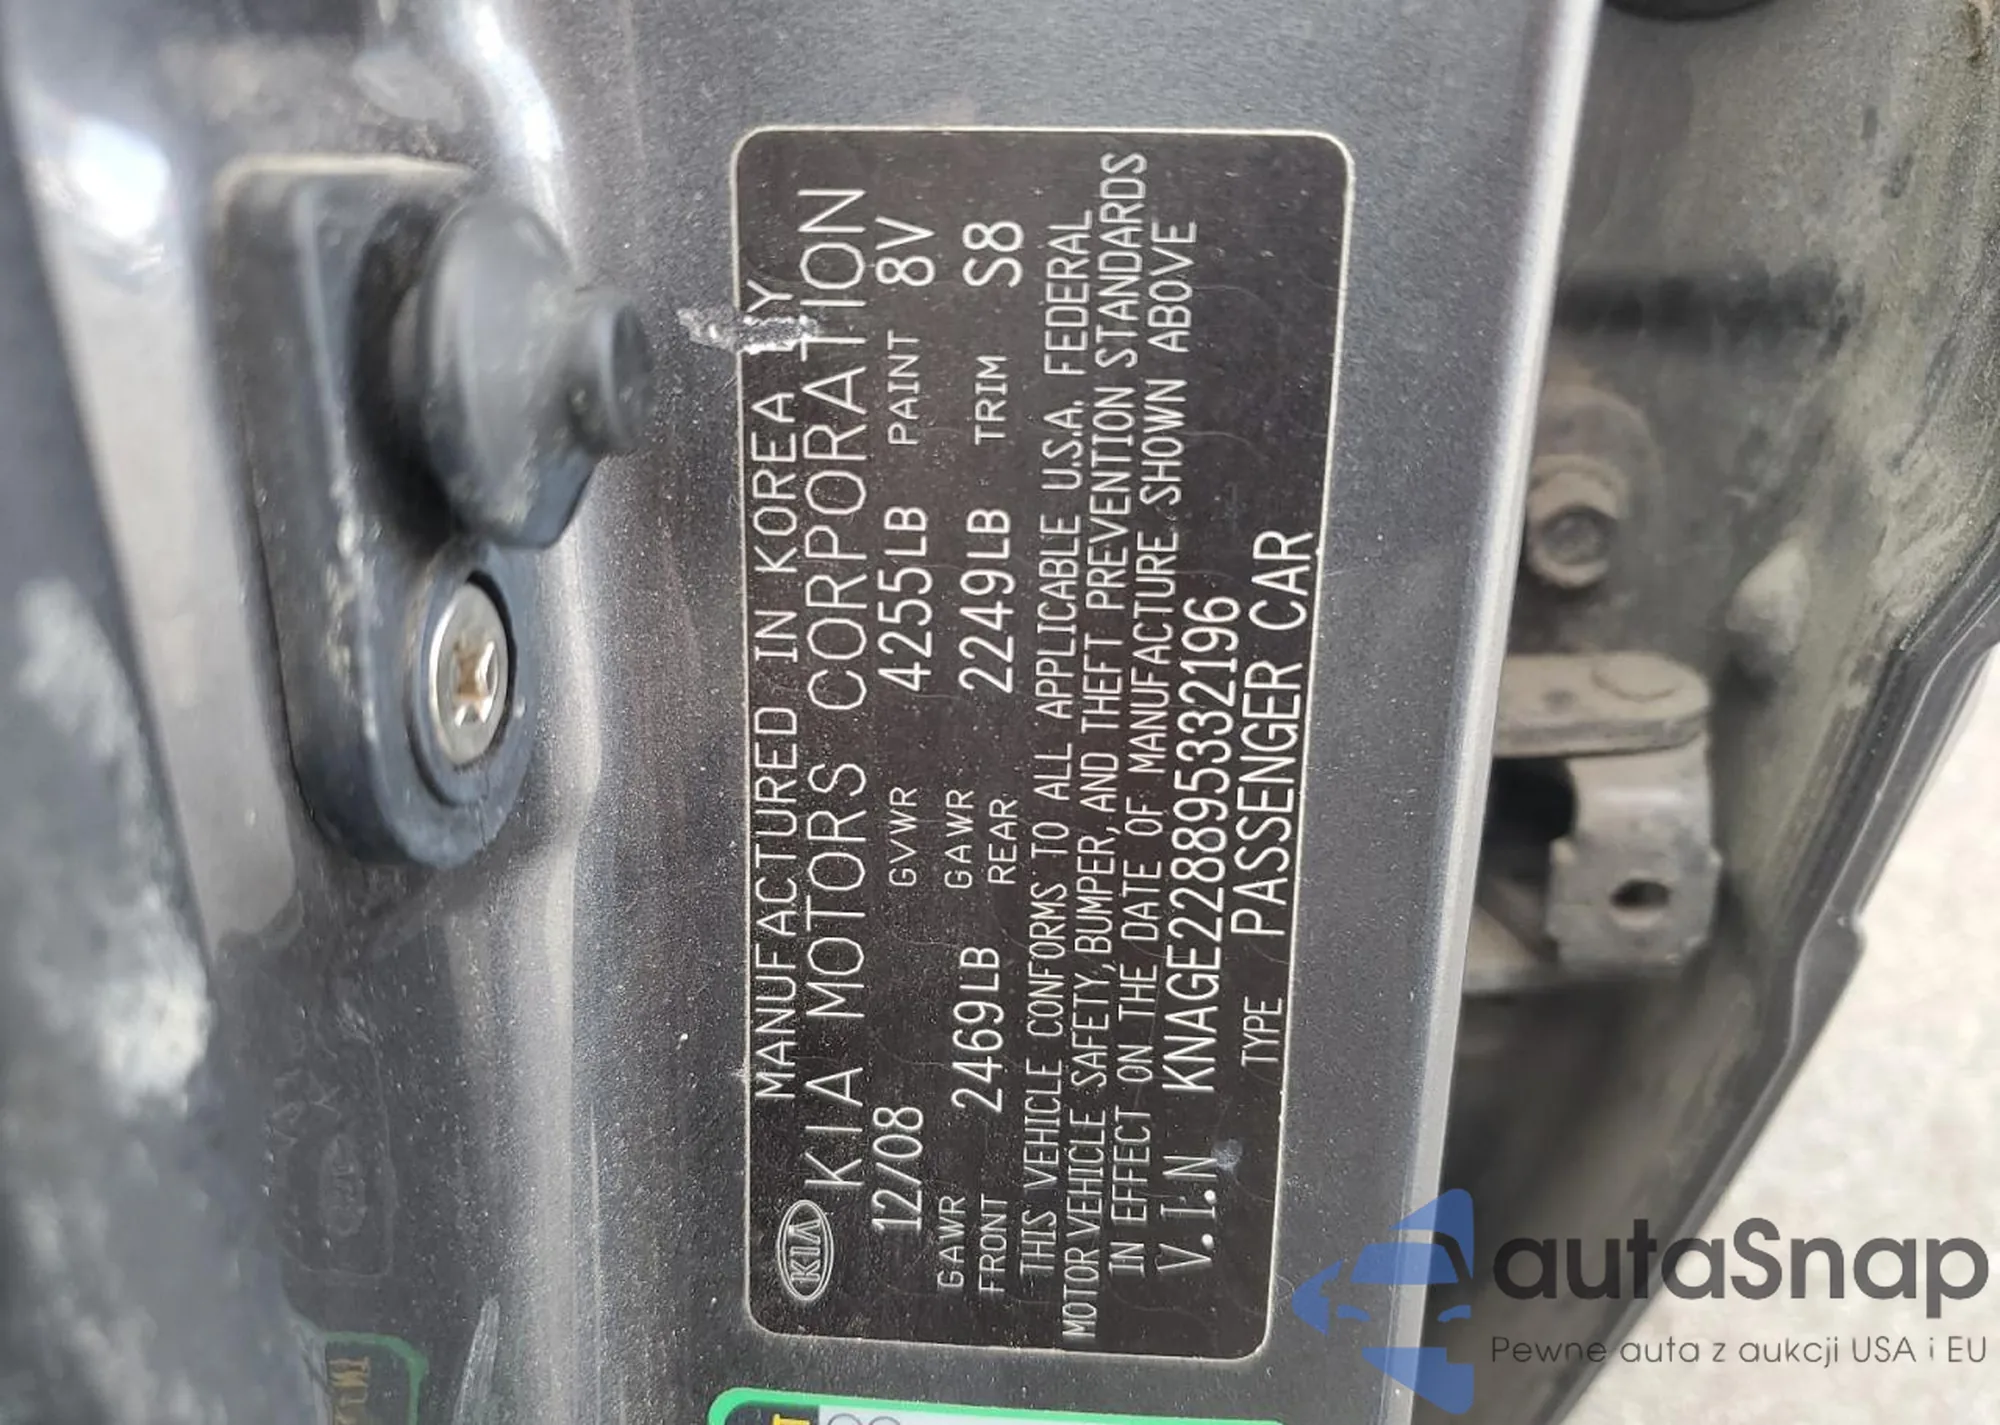 MANUFACTURED IN KOREA BY
KIA KIA MOTORS CORPORATION
12/08 GVWR 4255LB PAINT 8V
GAWR FRONT 2469LB GAWR REAR 2249LB TRIM S8
THIS VEHICLE CONFORMS TO ALL APPLICABLE U.S.A. FEDERAL
MOTOR VEHICLE SAFETY, BUMPER, AND THEFT PREVENTION STANDARDS
IN EFFECT ON THE DATE OF MANUFACTURE SHOWN ABOVE
V.I.N KNAGE228895332196
TYPE PASSENGER CAR
autaSnap
Pewne auta z aukcji USA i EU